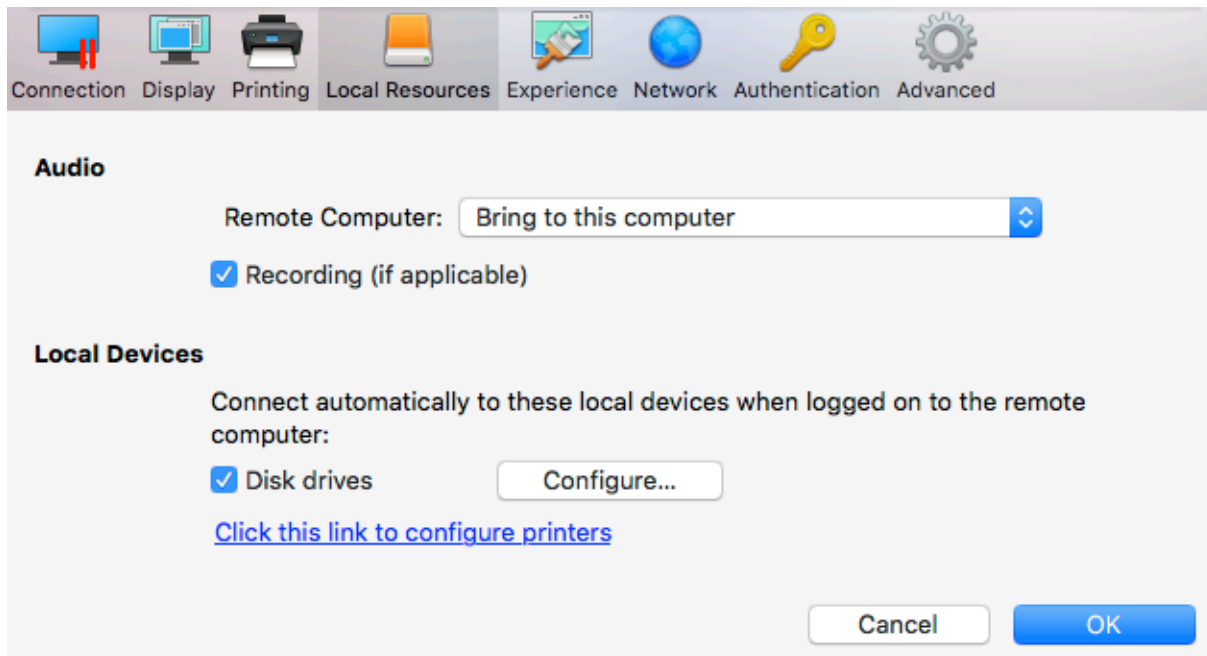 Connection Display Printing Local Resources Experience Network Authentication Advanced
Audio
Remote Computer: Bring to this computer
Recording (if applicable)
Local Devices
Connect automatically to these local devices when logged on to the remote
computer:
Disk drives Configure...
Click this link to configure printers
Cancel OK